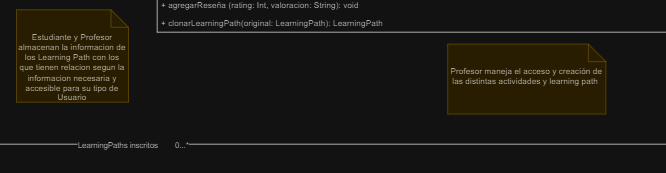 + agregarReseña (rating: Int, valoracion: String): void
+ clonarLearningPath(original: LearningPath): LearningPath
Estudiante y Profesor
almacenan la informacion de
los Learning Path con los
que tienen relacion segun la
informacion necesaria y
accesible para su tipo de
Usuario
Profesor maneja el acceso y creación de
las distintas actividades y learning path
LearningPaths inscritos 0...*